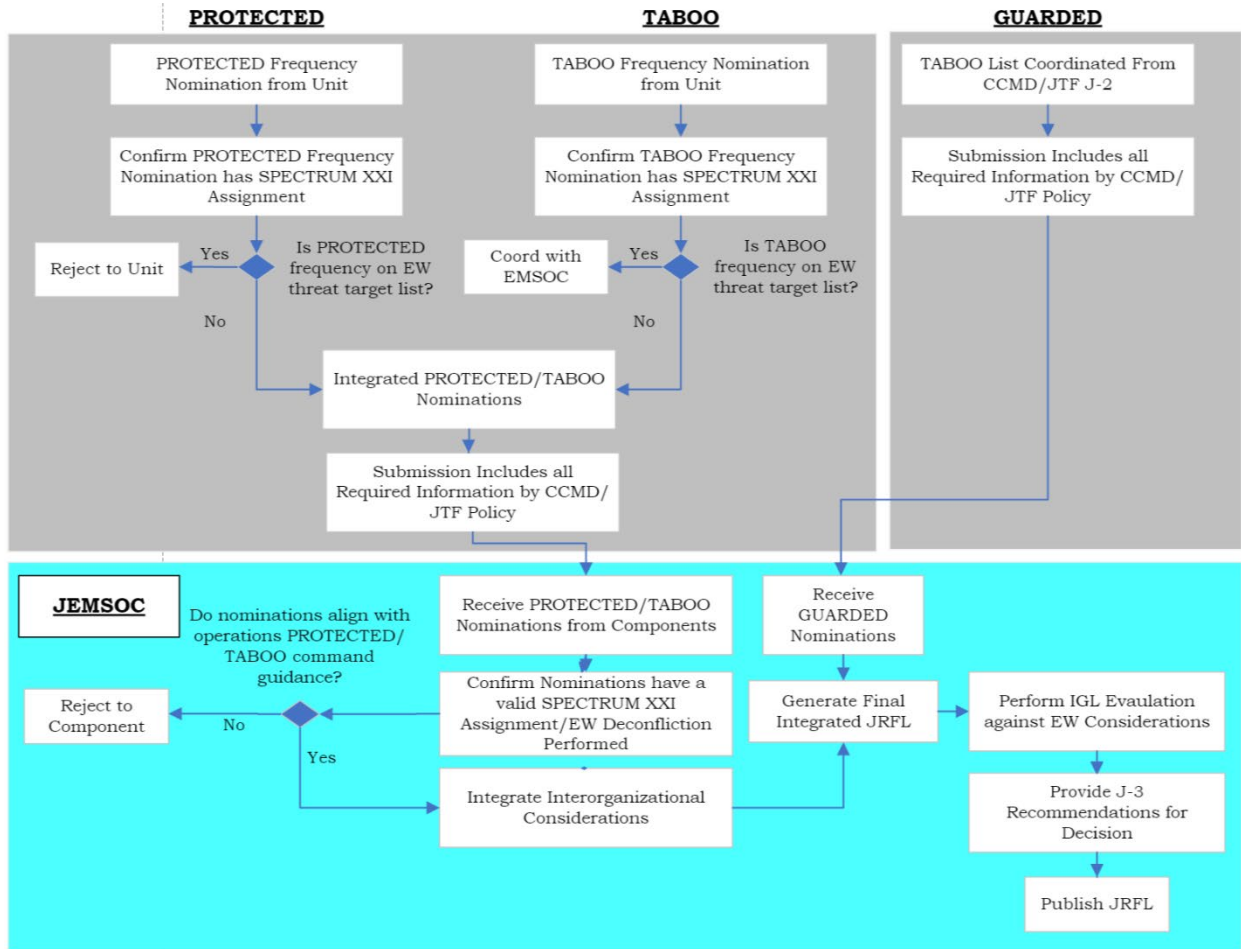 PROTECTED
TABOO
GUARDED
PROTECTED Frequency
Nomination from Unit
TABOO Frequency Nomination
from Unit
TABOO List Coordinated From
CCMD/JTF J-2
Confirm PROTECTED Frequency
Nomination has SPECTRUM XXI
Assignment
Confirm TABOO Frequency
Nomination has SPECTRUM XXI
Assignment
Submission Includes all
Required Information by CCMD/
JTF Policy
Reject to Unit
Yes
Is PROTECTED
frequency on EW
threat target list?
No
Coord with
EMSOC
Yes
Is TABOO
frequency on EW
threat target list?
No
Integrated PROTECTED/TABOO
Nominations
Submission Includes all
Required Information by CCMD/
JTF Policy
JEMSOC
Do nominations align with
operations PROTECTED/
TABOO command
guidance?
Receive PROTECTED/TABOO
Nominations from Components
Receive
GUARDED
Nominations
Reject to
Component
No
Yes
Confirm Nominations have a
valid SPECTRUM XXI
Assignment/EW Deconfliction
Performed
Generate Final
Integrated JRFL
Perform IGL Evaulation
against EW Considerations
Integrate Interorganizational
Considerations
Provide J-3
Recommendations for
Decision
Publish JRFL